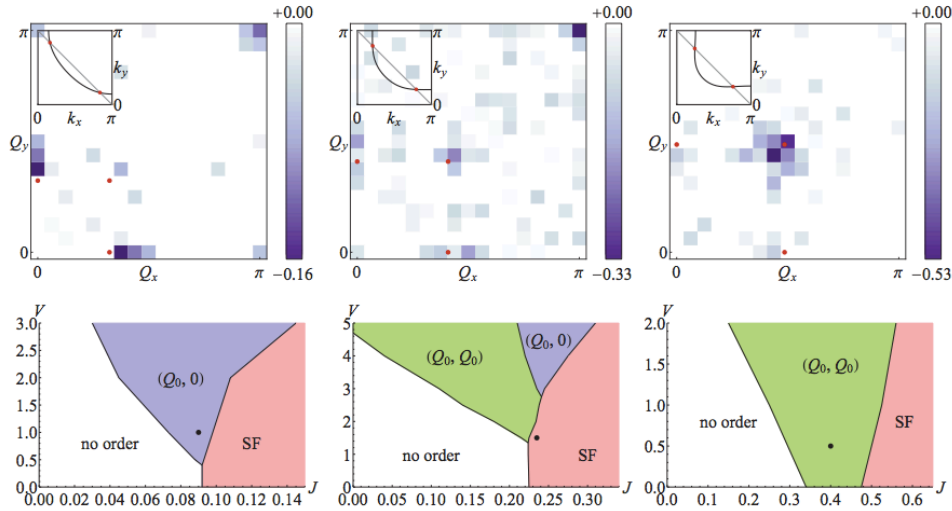 +0.00
+0.00
+0.00
π
π
k_y
0
0
k_x
π
Q_y
0
0
Q_x
π
−0.16
π
π
k_y
0
0
k_x
π
Q_y
0
0
Q_x
π
−0.33
π
π
k_y
0
0
k_x
π
Q_y
0
0
Q_x
π
−0.53
V
3.0
2.5
2.0
1.5
1.0
0.5
0.0
(Q_0, 0)
no order
SF
0.00 0.02 0.04 0.06 0.08 0.10 0.12 0.14 J
V
5
4
3
2
1
0
(Q_0, Q_0)
(Q_0, 0)
no order
SF
0.00 0.05 0.10 0.15 0.20 0.25 0.30 J
V
2.0
1.5
1.0
0.5
0.0
(Q_0, Q_0)
no order
SF
0.0 0.1 0.2 0.3 0.4 0.5 0.6 J